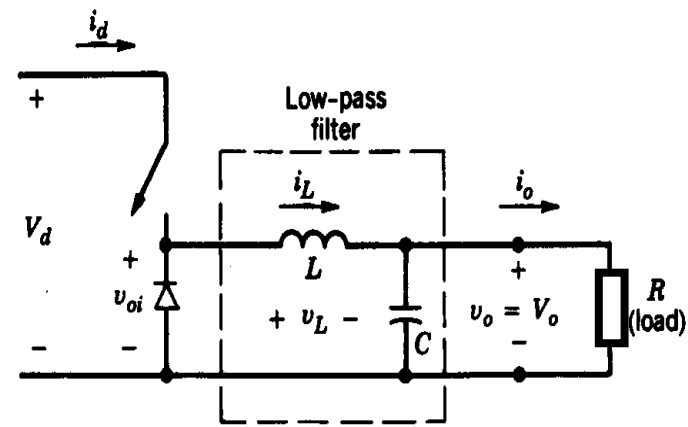 i_d
+
Low-pass
filter
i_L
i_o
V_d
+
L
+
R
(load)
v_oi
+ v_L -
C
v_o = V_o
-
-
-